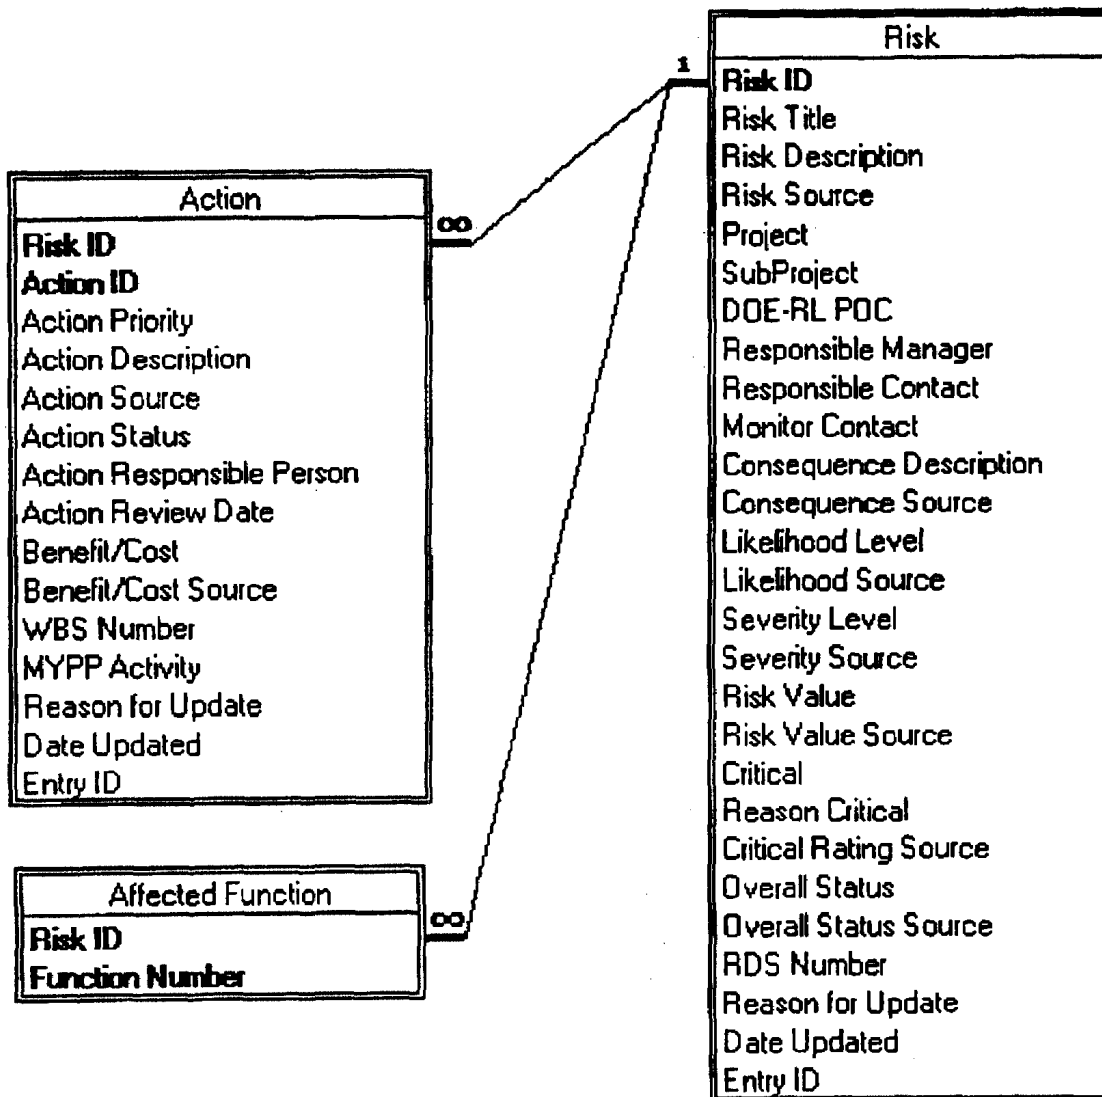 Action
Risk ID
Action ID
Action Priority
Action Description
Action Source
Action Status
Action Responsible Person
Action Review Date
Benefit/Cost
Benefit/Cost Source
WBS Number
MYPP Activity
Reason for Update
Date Updated
Entry ID
∞
Affected Function
Risk ID
Function Number
∞
1
Risk
Risk ID
Risk Title
Risk Description
Risk Source
Project
SubProject
DOE-RL POC
Responsible Manager
Responsible Contact
Monitor Contact
Consequence Description
Consequence Source
Likelihood Level
Likelihood Source
Severity Level
Severity Source
Risk Value
Risk Value Source
Critical
Reason Critical
Critical Rating Source
Overall Status
Overall Status Source
RDS Number
Reason for Update
Date Updated
Entry ID